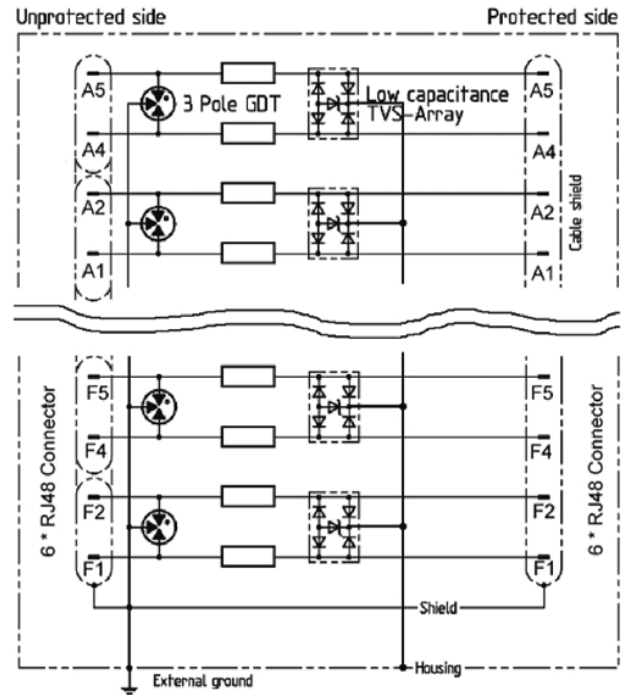 Unprotected side
Protected side
A5
3 Pole GDT
Low capacitance
TVS-Array
A5
A4
A4
A2
A2
Cable shield
A1
A1
6 * RJ48 Connector
F5
F5
6 * RJ48 Connector
F4
F4
F2
F2
F1
F1
Shield
Housing
External ground